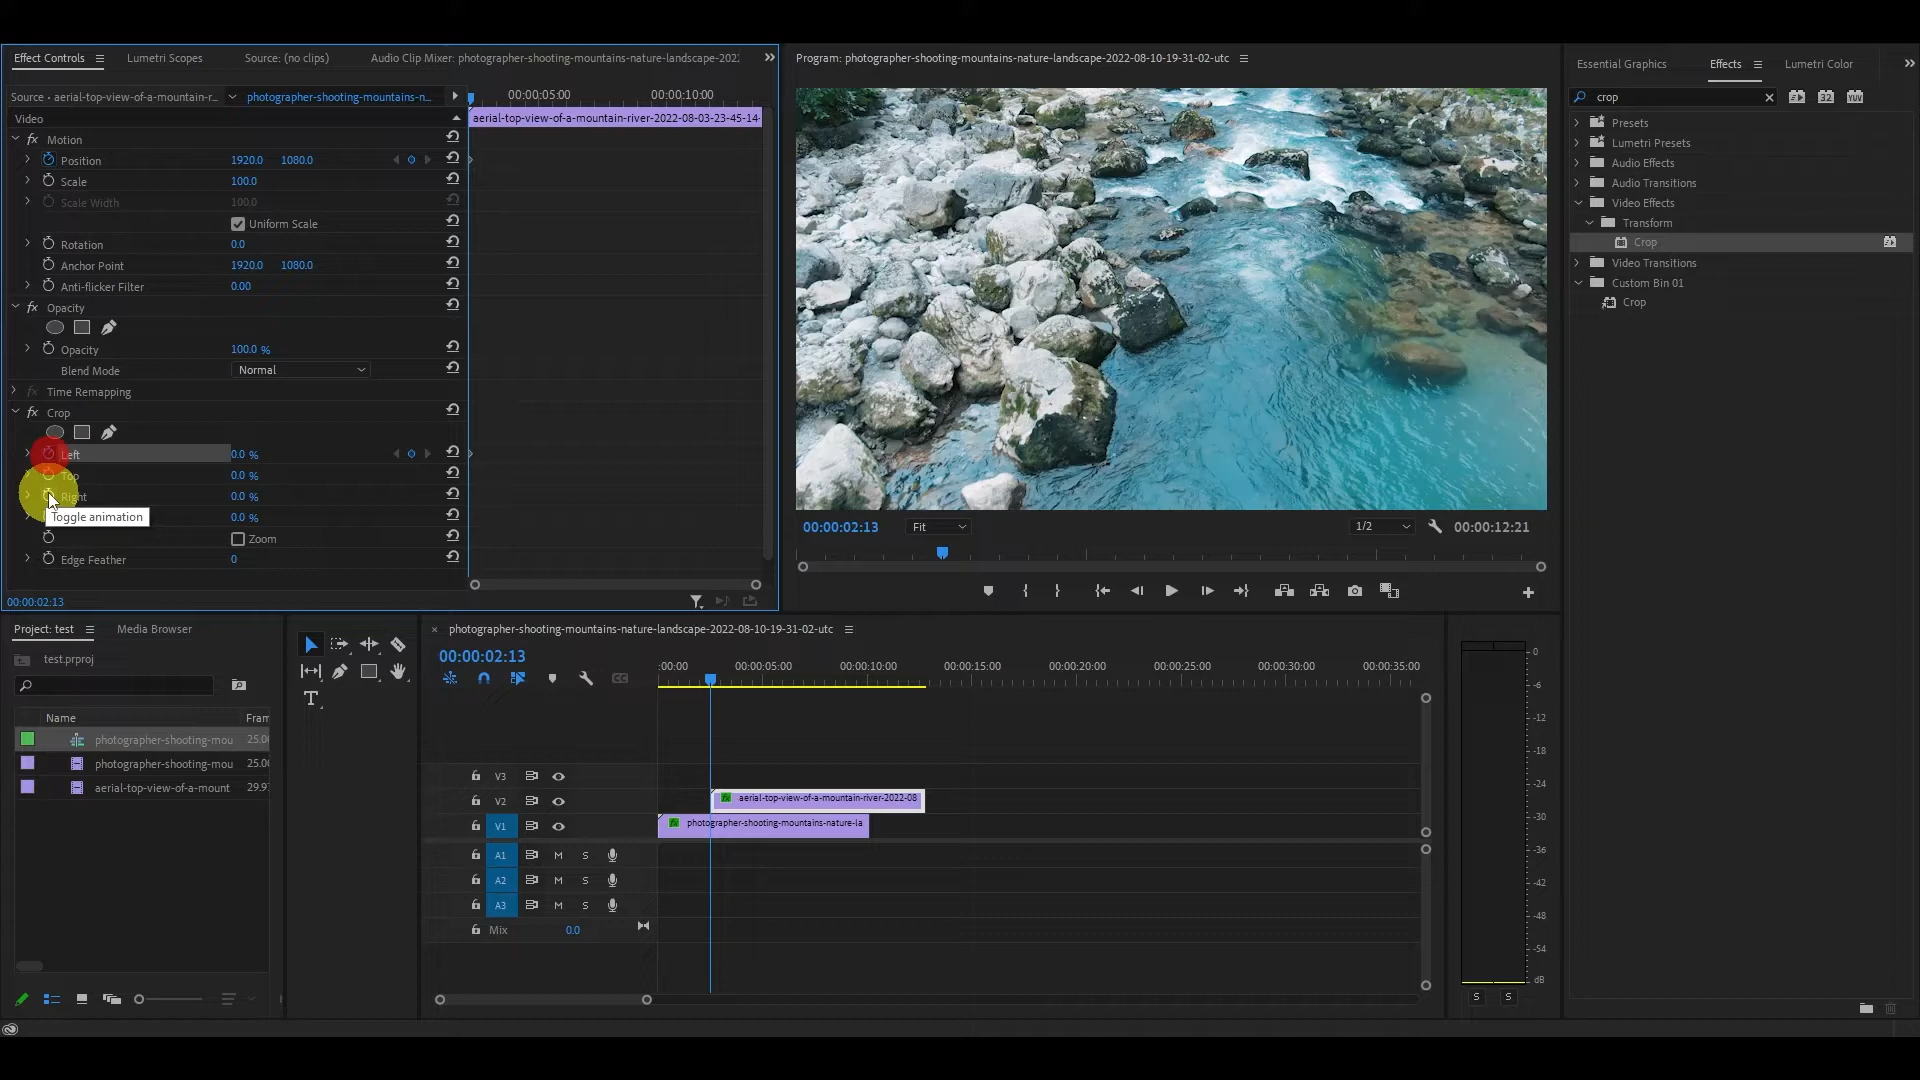 Effect Controls
Lumetri Scopes
Source: (no clips)
Audio Clip Mixer: photographer-shooting-mountains-nature-landscape-202
Source • aerial-top-view-of-a-mountain-r...
photographer-shooting-mountains-n...
00:00:05:00
00:00:10:00
Video
aerial-top-view-of-a-mountain-river-2022-08-03-23-45-14-
fx Motion
Position 1920.0 1080.0
Scale 100.0
Scale Width 100.0
Uniform Scale
Rotation 0.0
Anchor Point 1920.0 1080.0
Anti-flicker Filter 0.00
fx Opacity
Opacity 100.0 %
Blend Mode Normal
fx Time Remapping
fx Crop
Left 0.0 %
Top 0.0 %
Right 0.0 %
Toggle animation 0.0 %
Zoom
Edge Feather 0
00:00:02:13
Program: photographer-shooting-mountains-nature-landscape-2022-08-10-19-31-02-utc
00:00:02:13
Fit
1/2
00:00:12:21
Essential Graphics
Effects
Lumetri Color
crop
32
YUV
Presets
Lumetri Presets
Audio Effects
Audio Transitions
Video Effects
Transform
Crop
Video Transitions
Custom Bin 01
Crop
Project: test
Media Browser
test.prproj
Name
Fram
photographer-shooting-mou 25.00
photographer-shooting-mou 25.00
aerial-top-view-of-a-mount 29.97
T
× photographer-shooting-mountains-nature-landscape-2022-08-10-19-31-02-utc
00:00:02:13
CC
:00:00
00:00:05:00
00:00:10:00
00:00:15:00
00:00:20:00
00:00:25:00
00:00:30:00
00:00:35:00
V3
V2
fx aerial-top-view-of-a-mountain-river-2022-08
V1
fx photographer-shooting-mountains-nature-la
A1 M S
A2 M S
A3 M S
Mix 0.0
0
-6
-12
-18
-24
-30
-36
-42
-48
-54
dB
S S